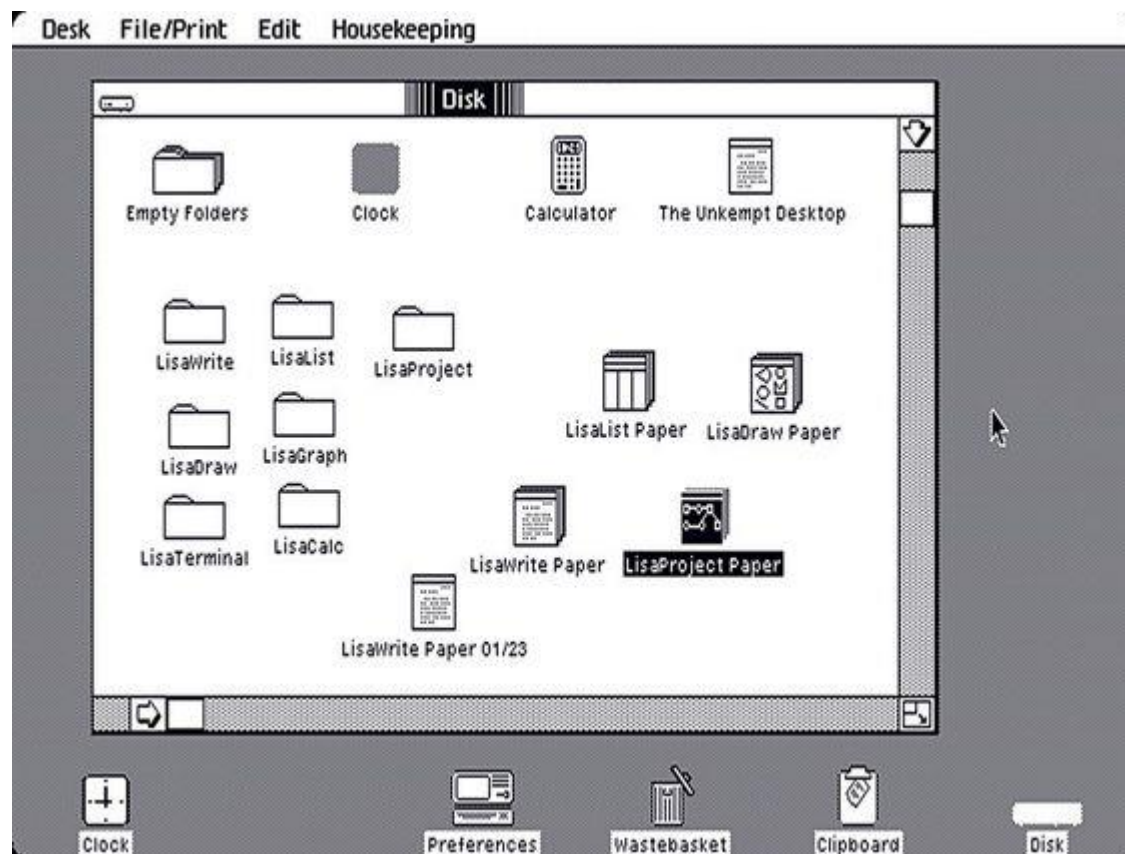 Desk File/Print Edit Housekeeping
Disk
Empty Folders Clock Calculator The Unkempt Desktop
LisaWrite LisaList LisaProject
LisaList Paper LisaDraw Paper
LisaDraw LisaGraph
LisaTerminal LisaCalc
LisaWrite Paper LisaProject Paper
LisaWrite Paper 01/23
Clock Preferences Wastebasket Clipboard Disk